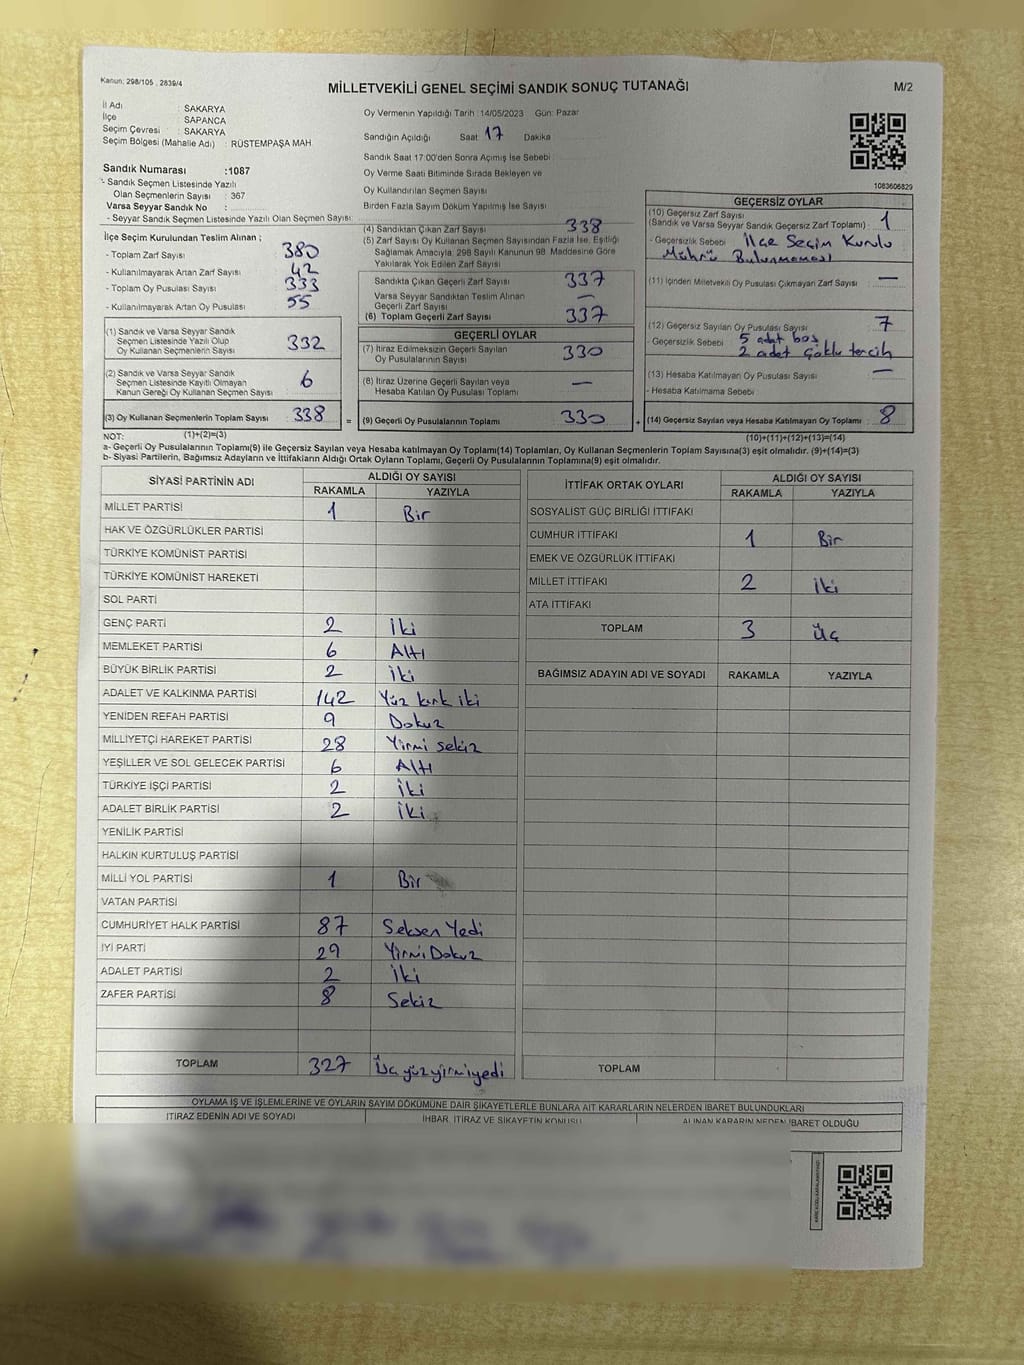 Kanun: 298/105 , 2839/4
MİLLETVEKİLİ GENEL SEÇİMİ SANDIK SONUÇ TUTANAĞI
M/2
İl Adı : SAKARYA
İlçe : SAPANCA
Seçim Çevresi : SAKARYA
Seçim Bölgesi (Mahalle Adı) : RÜSTEMPAŞA MAH
Sandık Numarası :1087
- Sandık Seçmen Listesinde Yazılı
Olan Seçmenlerin Sayısı : 367
Varsa Seyyar Sandık No :
- Seyyar Sandık Seçmen Listesinde Yazılı Olan Seçmen Sayısı:
Oy Vermenin Yapıldığı Tarih : 14/05/2023 Gün: Pazar
Sandığın Açıldığı Saat 17 Dakika
Sandık Saat 17:00'den Sonra Açımış İse Sebebi
Oy Verme Saati Bitiminde Sırada Bekleyen ve
Oy Kullandırılan Seçmen Sayısı
Birden Fazla Sayım Döküm Yapılmış İse Sayısı
1083606829
İlçe Seçim Kurulundan Teslim Alınan ;
- Toplam Zarf Sayısı 380
- Kullanılmayarak Artan Zarf Sayısı 42
- Toplam Oy Pusulası Sayısı 333
- Kullanılmayarak Artan Oy Pusulası 55
(1) Sandık ve Varsa Seyyar Sandık
Seçmen Listesinde Yazılı Olup
Oy Kullanan Seçmenlerin Sayısı 332
(2) Sandık ve Varsa Seyyar Sandık
Seçmen Listesinde Kayıtlı Olmayan
Kanun Gereği Oy Kullanan Seçmen Sayısı 6
(3) Oy Kullanan Seçmenlerin Toplam Sayısı 338 =
(4) Sandıktan Çıkan Zarf Sayısı 338
(5) Zarf Sayısı Oy Kullanan Seçmen Sayısından Fazla İse, Eşitliği
Sağlamak Amacıyla, 298 Sayılı Kanunun 98. Maddesine Göre
Yakılarak Yok Edilen Zarf Sayısı
Sandıkta Çıkan Geçerli Zarf Sayısı 337
Varsa Seyyar Sandıktan Teslim Alınan
Geçerli Zarf Sayısı —
(6) Toplam Geçerli Zarf Sayısı 337
GEÇERLİ OYLAR
(7) İtiraz Edilmeksizin Geçerli Sayılan
Oy Pusulalarının Sayısı 330
(8) İtiraz Üzerine Geçerli Sayılan veya
Hesaba Katılan Oy Pusulası Toplamı —
(9) Geçerli Oy Pusulalarının Toplamı 330 +
GEÇERSİZ OYLAR
(10) Geçersiz Zarf Sayısı
(Sandık ve Varsa Seyyar Sandık Geçersiz Zarf Toplamı) : 1
- Geçersizlik Sebebi : İlçe Seçim Kurulu
Mührü Bulunmaması
(11) İçinden Milletvekili Oy Pusulası Çıkmayan Zarf Sayısı : —
(12) Geçersiz Sayılan Oy Pusulası Sayısı : 7
- Geçersizlik Sebebi : 5 adet boş
2 adet çoklu tercih
(13) Hesaba Katılmayan Oy Pusulası Sayısı : —
- Hesaba Katılmama Sebebi :
(14) Geçersiz Sayılan veya Hesaba Katılmayan Oy Toplamı : 8
NOT: (1)+(2)=(3) (10)+(11)+(12)+(13)=(14)
a- Geçerli Oy Pusulalarının Toplamı(9) ile Geçersiz Sayılan veya Hesaba katılmayan Oy Toplamı(14) Toplamları, Oy Kullanan Seçmenlerin Toplam Sayısına(3) eşit olmalıdır. (9)+(14)=(3)
b- Siyasi Partilerin, Bağımsız Adayların ve İttifakların Aldığı Ortak Oyların Toplamı, Geçerli Oy Pusulalarının Toplamına(9) eşit olmalıdır.
SİYASİ PARTİNİN ADI ALDIĞI OY SAYISI
RAKAMLA YAZIYLA
MİLLET PARTİSİ 1 Bir
HAK VE ÖZGÜRLÜKLER PARTİSİ
TÜRKİYE KOMÜNİST PARTİSİ
TÜRKİYE KOMÜNİST HAREKETİ
SOL PARTİ
GENÇ PARTİ 2 İki
MEMLEKET PARTİSİ 6 Altı
BÜYÜK BİRLİK PARTİSİ 2 İki
ADALET VE KALKINMA PARTİSİ 142 Yüz kırk iki
YENİDEN REFAH PARTİSİ 9 Dokuz
MİLLİYETÇİ HAREKET PARTİSİ 28 Yirmi sekiz
YEŞİLLER VE SOL GELECEK PARTİSİ 6 Altı
TÜRKİYE İŞÇİ PARTİSİ 2 İki
ADALET BİRLİK PARTİSİ 2 İki
YENİLİK PARTİSİ
HALKIN KURTULUŞ PARTİSİ
MİLLİ YOL PARTİSİ 1 Bir
VATAN PARTİSİ
CUMHURİYET HALK PARTİSİ 87 Seksen Yedi
İYİ PARTİ 29 Yirmi Dokuz
ADALET PARTİSİ 2 İki
ZAFER PARTİSİ 8 Sekiz
TOPLAM 327 Üç yüz yirmi yedi
İTTİFAK ORTAK OYLARI ALDIĞI OY SAYISI
RAKAMLA YAZIYLA
SOSYALİST GÜÇ BİRLİĞİ İTTİFAKI
CUMHUR İTTİFAKI 1 Bir
EMEK VE ÖZGÜRLÜK İTTİFAKI
MİLLET İTTİFAKI 2 İki
ATA İTTİFAKI
TOPLAM 3 Üç
BAĞIMSIZ ADAYIN ADI VE SOYADI RAKAMLA YAZIYLA
TOPLAM
OYLAMA İŞ VE İŞLEMLERİNE VE OYLARIN SAYIM DÖKÜMÜNE DAİR ŞİKAYETLERLE BUNLARA AİT KARARLARIN NELERDEN İBARET BULUNDUKLARI
İTİRAZ EDENİN ADI VE SOYADI İHBAR, İTİRAZ VE ŞİKAYETİN KONUSU ALINAN KARARIN NEDEN İBARET OLDUĞU